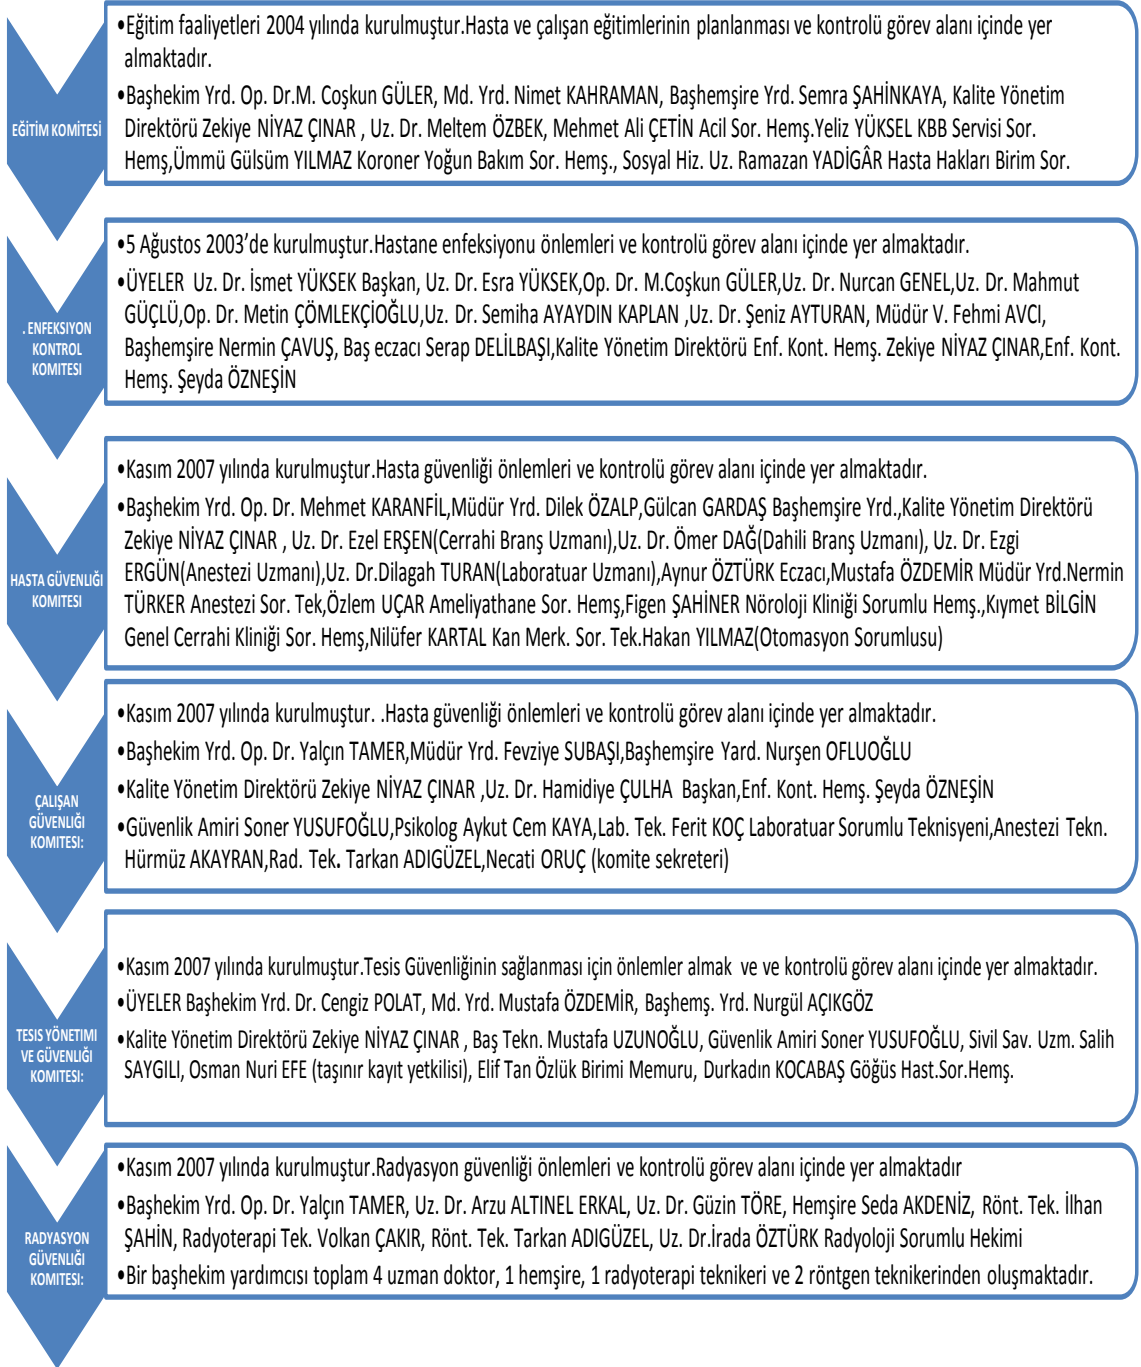 EĞİTİM KOMİTESİ
•Eğitim faaliyetleri 2004 yılında kurulmuştur.Hasta ve çalışan eğitimlerinin planlanması ve kontrolü görev alanı içinde yer
almaktadır.
•Başhekim Yrd. Op. Dr.M. Coşkun GÜLER, Md. Yrd. Nimet KAHRAMAN, Başhemşire Yrd. Semra ŞAHİNKAYA, Kalite Yönetim
Direktörü Zekiye NİYAZ ÇINAR , Uz. Dr. Meltem ÖZBEK, Mehmet Ali ÇETİN Acil Sor. Hemş.Yeliz YÜKSEL KBB Servisi Sor.
Hemş,Ümmü Gülsüm YILMAZ Koroner Yoğun Bakım Sor. Hemş., Sosyal Hiz. Uz. Ramazan YADİGÂR Hasta Hakları Birim Sor.
. ENFEKSIYON
KONTROL
KOMITESI
•5 Ağustos 2003'de kurulmuştur.Hastane enfeksiyonu önlemleri ve kontrolü görev alanı içinde yer almaktadır.
•ÜYELER Uz. Dr. İsmet YÜKSEK Başkan, Uz. Dr. Esra YÜKSEK,Op. Dr. M.Coşkun GÜLER,Uz. Dr. Nurcan GENEL,Uz. Dr. Mahmut
GÜÇLÜ,Op. Dr. Metin ÇÖMLEKÇİOĞLU,Uz. Dr. Semiha AYAYDIN KAPLAN ,Uz. Dr. Şeniz AYTURAN, Müdür V. Fehmi AVCI,
Başhemşire Nermin ÇAVUŞ, Baş eczacı Serap DELİLBAŞI,Kalite Yönetim Direktörü Enf. Kont. Hemş. Zekiye NİYAZ ÇINAR,Enf. Kont.
Hemş. Şeyda ÖZNEŞİN
HASTA GÜVENLIĞI
KOMITESI
•Kasım 2007 yılında kurulmuştur.Hasta güvenliği önlemleri ve kontrolü görev alanı içinde yer almaktadır.
•Başhekim Yrd. Op. Dr. Mehmet KARANFİL,Müdür Yrd. Dilek ÖZALP,Gülcan GARDAŞ Başhemşire Yrd.,Kalite Yönetim Direktörü
Zekiye NİYAZ ÇINAR , Uz. Dr. Ezel ERŞEN(Cerrahi Branş Uzmanı),Uz. Dr. Ömer DAĞ(Dahili Branş Uzmanı), Uz. Dr. Ezgi
ERGÜN(Anestezi Uzmanı),Uz. Dr.Dilagah TURAN(Laboratuar Uzmanı),Aynur ÖZTÜRK Eczacı,Mustafa ÖZDEMİR Müdür Yrd.Nermin
TÜRKER Anestezi Sor. Tek,Özlem UÇAR Ameliyathane Sor. Hemş,Figen ŞAHİNER Nöroloji Kliniği Sorumlu Hemş.,Kıymet BİLGİN
Genel Cerrahi Kliniği Sor. Hemş,Nilüfer KARTAL Kan Merk. Sor. Tek.Hakan YILMAZ(Otomasyon Sorumlusu)
ÇALIŞAN
GÜVENLIĞI
KOMITESI:
•Kasım 2007 yılında kurulmuştur. .Hasta güvenliği önlemleri ve kontrolü görev alanı içinde yer almaktadır.
•Başhekim Yrd. Op. Dr. Yalçın TAMER,Müdür Yrd. Fevziye SUBAŞI,Başhemşire Yard. Nurşen OFLUOĞLU
•Kalite Yönetim Direktörü Zekiye NİYAZ ÇINAR ,Uz. Dr. Hamidiye ÇULHA Başkan,Enf. Kont. Hemş. Şeyda ÖZNEŞİN
•Güvenlik Amiri Soner YUSUFOĞLU,Psikolog Aykut Cem KAYA,Lab. Tek. Ferit KOÇ Laboratuar Sorumlu Teknisyeni,Anestezi Tekn.
Hürmüz AKAYRAN,Rad. Tek. Tarkan ADIGÜZEL,Necati ORUÇ (komite sekreteri)
TESIS YÖNETIMI
VE GÜVENLIĞI
KOMITESI:
•Kasım 2007 yılında kurulmuştur.Tesis Güvenliğinin sağlanması için önlemler almak ve ve kontrolü görev alanı içinde yer almaktadır.
•ÜYELER Başhekim Yrd. Dr. Cengiz POLAT, Md. Yrd. Mustafa ÖZDEMİR, Başhemş. Yrd. Nurgül AÇIKGÖZ
•Kalite Yönetim Direktörü Zekiye NİYAZ ÇINAR , Baş Tekn. Mustafa UZUNOĞLU, Güvenlik Amiri Soner YUSUFOĞLU, Sivil Sav. Uzm. Salih
SAYGILI, Osman Nuri EFE (taşınır kayıt yetkilisi), Elif Tan Özlük Birimi Memuru, Durkadın KOCABAŞ Göğüs Hast.Sor.Hemş.
RADYASYON
GÜVENLIĞI
KOMITESI:
•Kasım 2007 yılında kurulmuştur.Radyasyon güvenliği önlemleri ve kontrolü görev alanı içinde yer almaktadır
•Başhekim Yrd. Op. Dr. Yalçın TAMER, Uz. Dr. Arzu ALTINEL ERKAL, Uz. Dr. Güzin TÖRE, Hemşire Seda AKDENİZ, Rönt. Tek. İlhan
ŞAHİN, Radyoterapi Tek. Volkan ÇAKIR, Rönt. Tek. Tarkan ADIGÜZEL, Uz. Dr.İrada ÖZTÜRK Radyoloji Sorumlu Hekimi
•Bir başhekim yardımcısı toplam 4 uzman doktor, 1 hemşire, 1 radyoterapi teknikeri ve 2 röntgen teknikerinden oluşmaktadır.